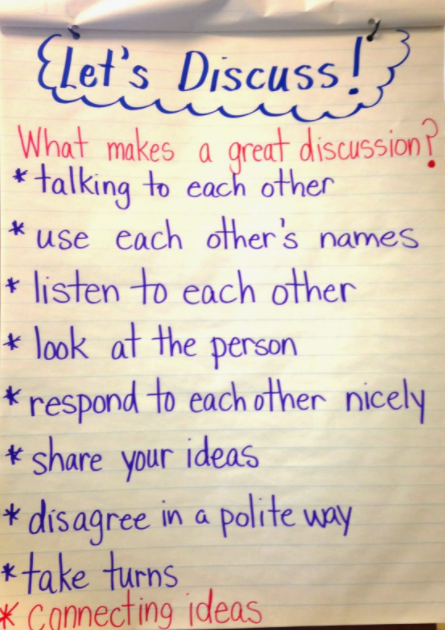 Let's Discuss!
What makes a great discussion?
* talking to each other
* use each other's names
* listen to each other
* look at the person
* respond to each other nicely
* share your ideas
* disagree in a polite way
* take turns
* connecting ideas